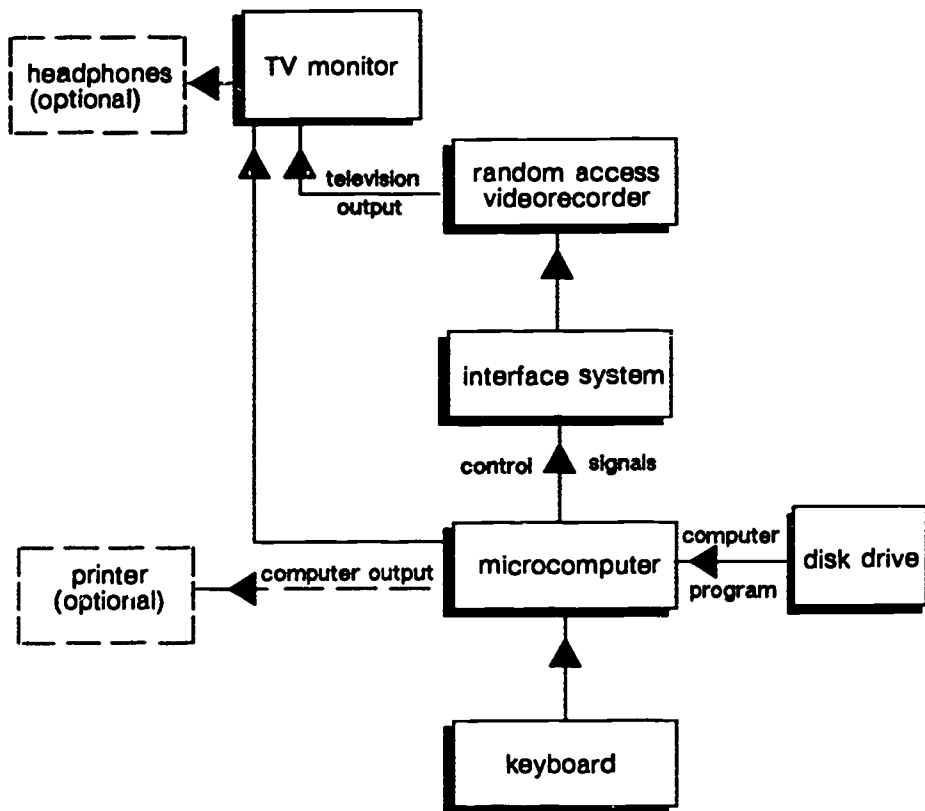 TV monitor
headphones
(optional)
random access
videorecorder
television
output
interface system
control signals
microcomputer
computer
program
disk drive
computer output
printer
(optional)
keyboard